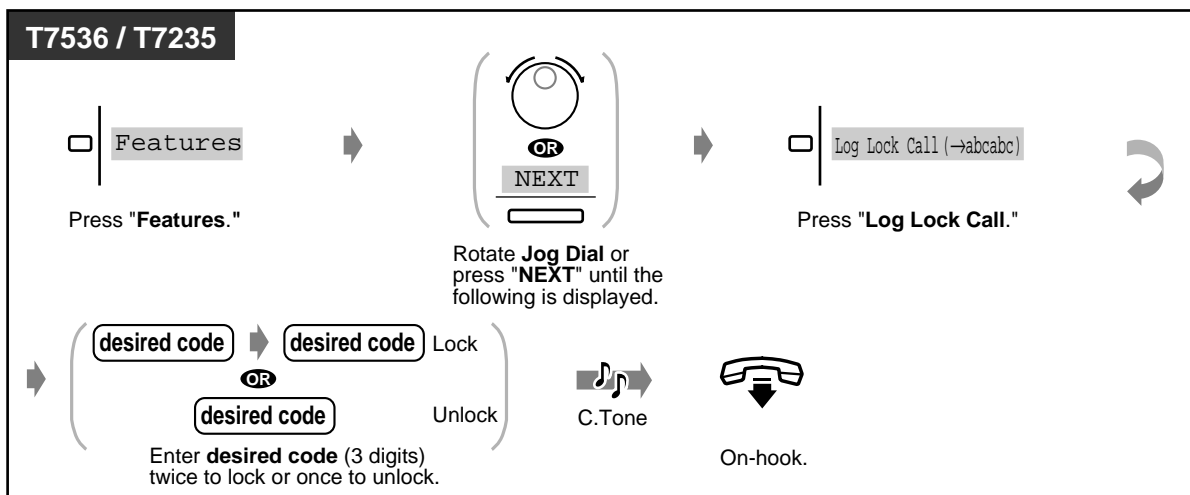 T7536 / T7235
Features
Press "Features."
OR
NEXT
Rotate Jog Dial or
press "NEXT" until the
following is displayed.
Log Lock Call (→abcabc)
Press "Log Lock Call."
desired code desired code Lock
OR
desired code Unlock
Enter desired code (3 digits)
twice to lock or once to unlock.
C.Tone
On-hook.